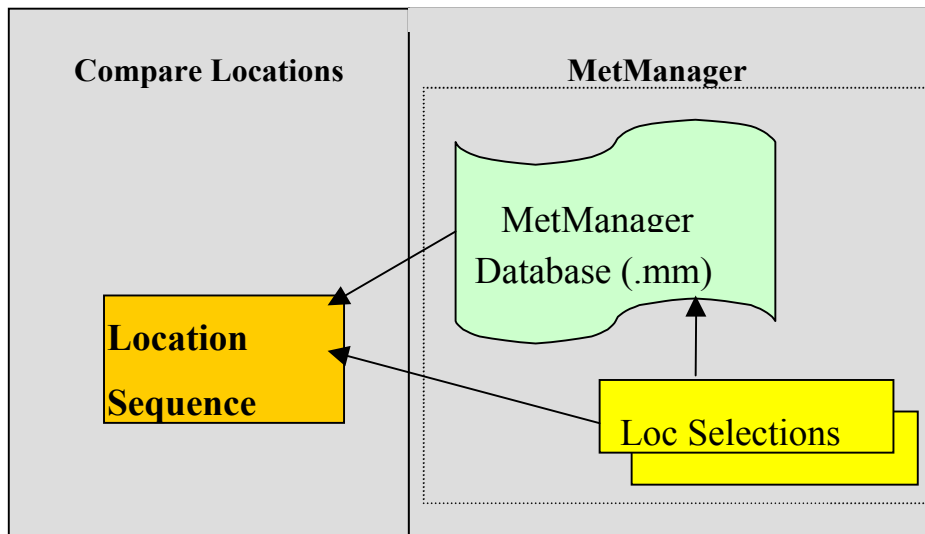 Compare Locations
MetManager
MetManager
Database (.mm)
Location
Sequence
Loc Selections